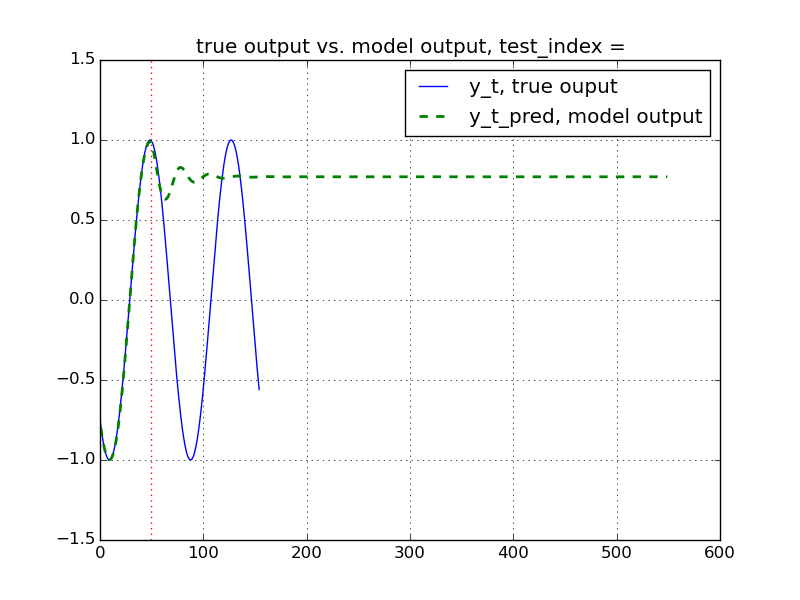 true output vs. model output, test_index =
1.5
y_t, true ouput
y_t_pred, model output
1.0
0.5
0.0
−0.5
−1.0
−1.5
0 100 200 300 400 500 600